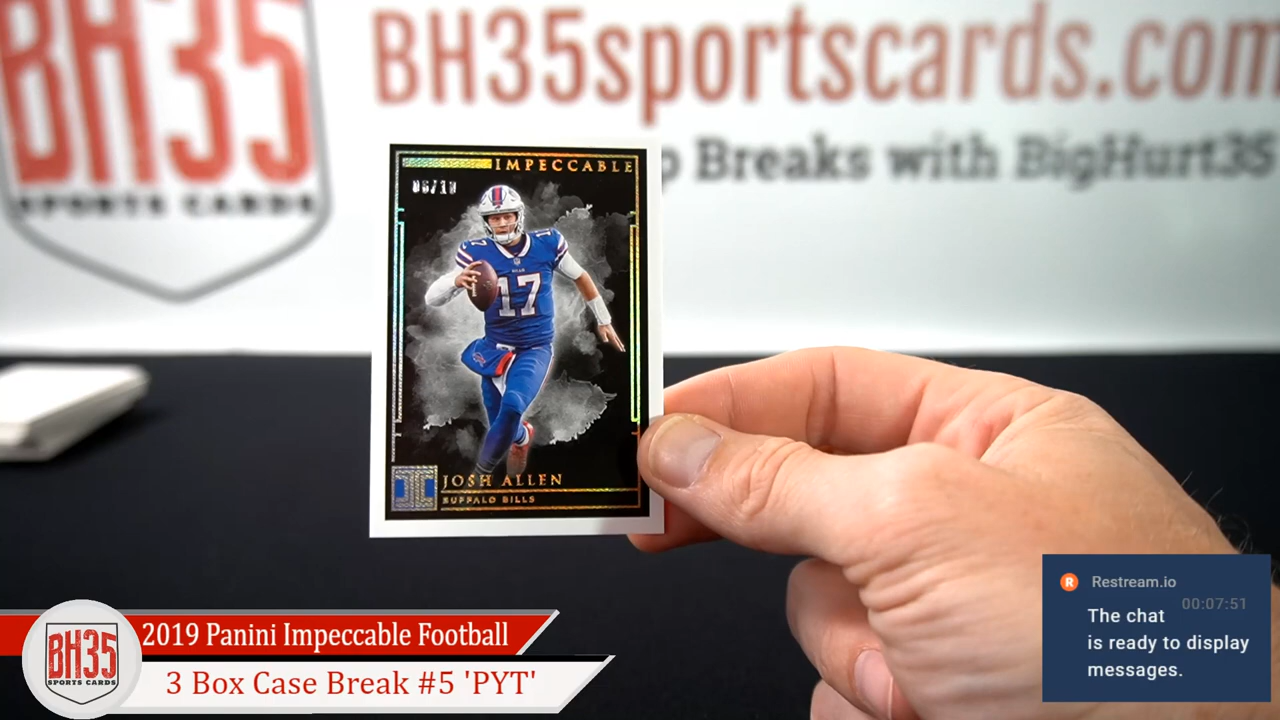 BH35
SPORTS CARDS
BH35sportscards.com
p Breaks with BigHurt35
IMPECCABLE
17
17
JOSH ALLEN
BUFFALO BILLS
R Restream.io
00:07:51
The chat
is ready to display
messages.
BH35
SPORTS CARDS
2019 Panini Impeccable Football
3 Box Case Break #5 'PYT'